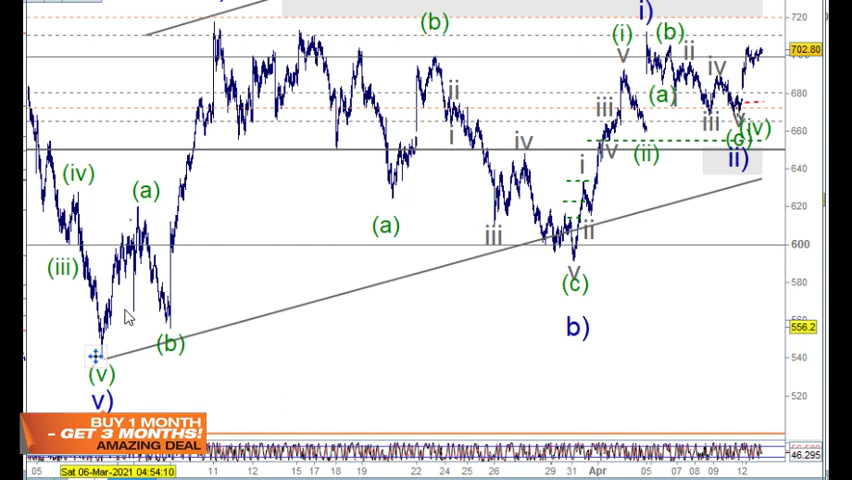 i)
720
(b)
(i)
(b)
702.80
v
ii
ii
iv
(a)
680
iii
iii
v
i
(iv)
660
(c)
iv
iv
(ii)
ii)
i
640
(iv)
(a)
620
(a)
iii
ii
600
(iii)
v
(c)
580
b)
556.2
(b)
540
(v)
v)
520
BUY 1 MONTH
- GET 3 MONTHS!
AMAZING DEAL
46.295
05
Sat 06-Mar-2021 04:54:10
11
12
15
17
18
19
22
24
25
26
29
31
Apr
05
07
08
09
12